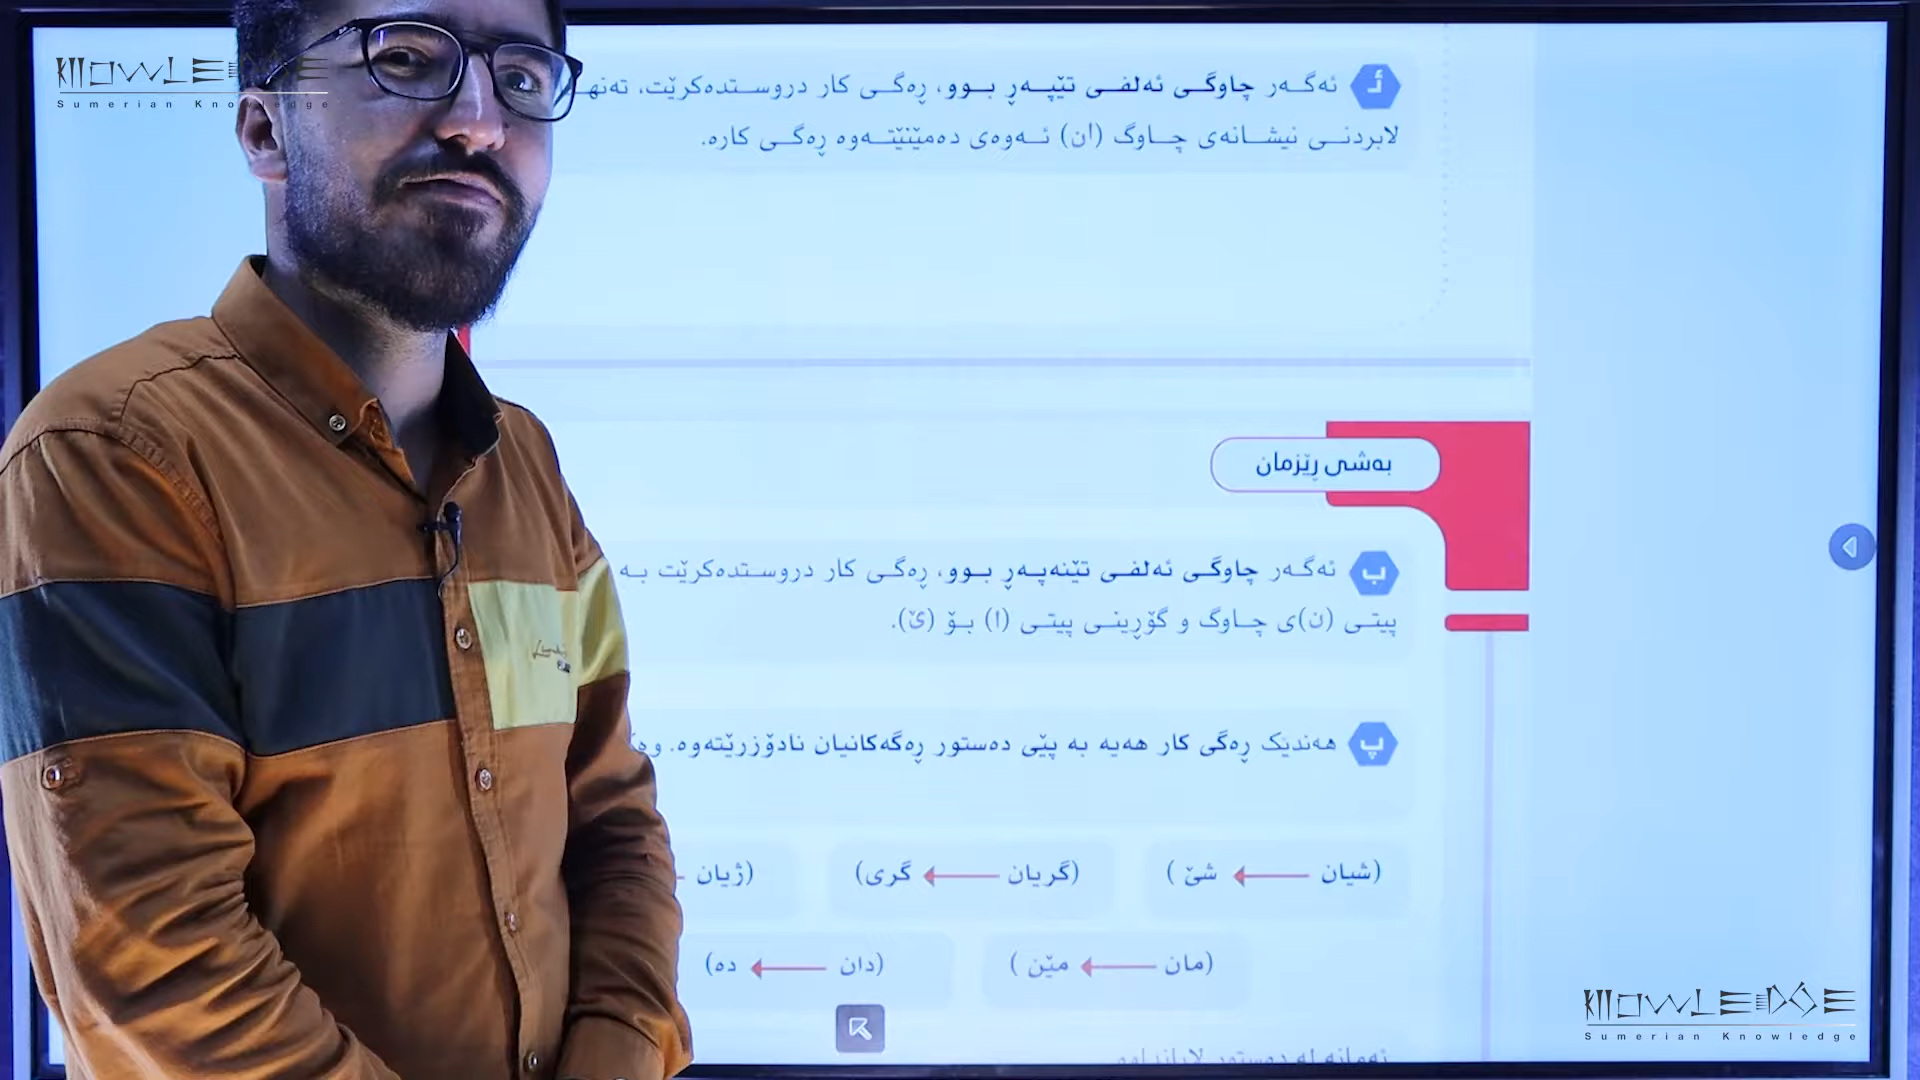 KNOWLEDGE
Sumerian Knowledge
ئـ ئەگەر چاوگی ئەلفی تێپەڕ بوو، ڕەگی کار دروستدەکرێت، تەنها
لابردنی نیشانەی چاوگ (ان) ئەوەی دەمێنێتەوە ڕەگی کارە.
بەشی ڕێزمان
ب ئەگەر چاوگی ئەلفی تێنەپەڕ بوو، ڕەگی کار دروستدەکرێت بە
پیتی (ن)ی چاوگ و گۆڕینی پیتی (ا) بۆ (ێ).
پ هەندێک ڕەگی کار هەیە بە پێی دەستور ڕەگەکانیان نادۆزرێتەوە.
(شیان ← شێ) (گریان ← گری) (ژیان
(مان ← مێن) (دان ← دە)
KNOWLEDGE
Sumerian Knowledge